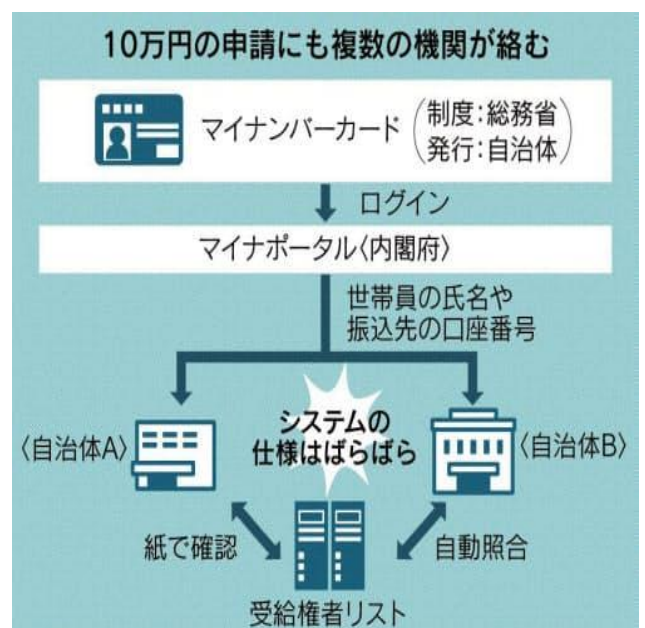 10万円の申請にも複数の機関が絡む
マイナンバーカード
(制度:総務省
発行:自治体)
ログイン
マイナポータル〈内閣府〉
世帯員の氏名や
振込先の口座番号
〈自治体A〉
システムの
仕様はばらばら
〈自治体B〉
紙で確認
自動照合
受給権者リスト